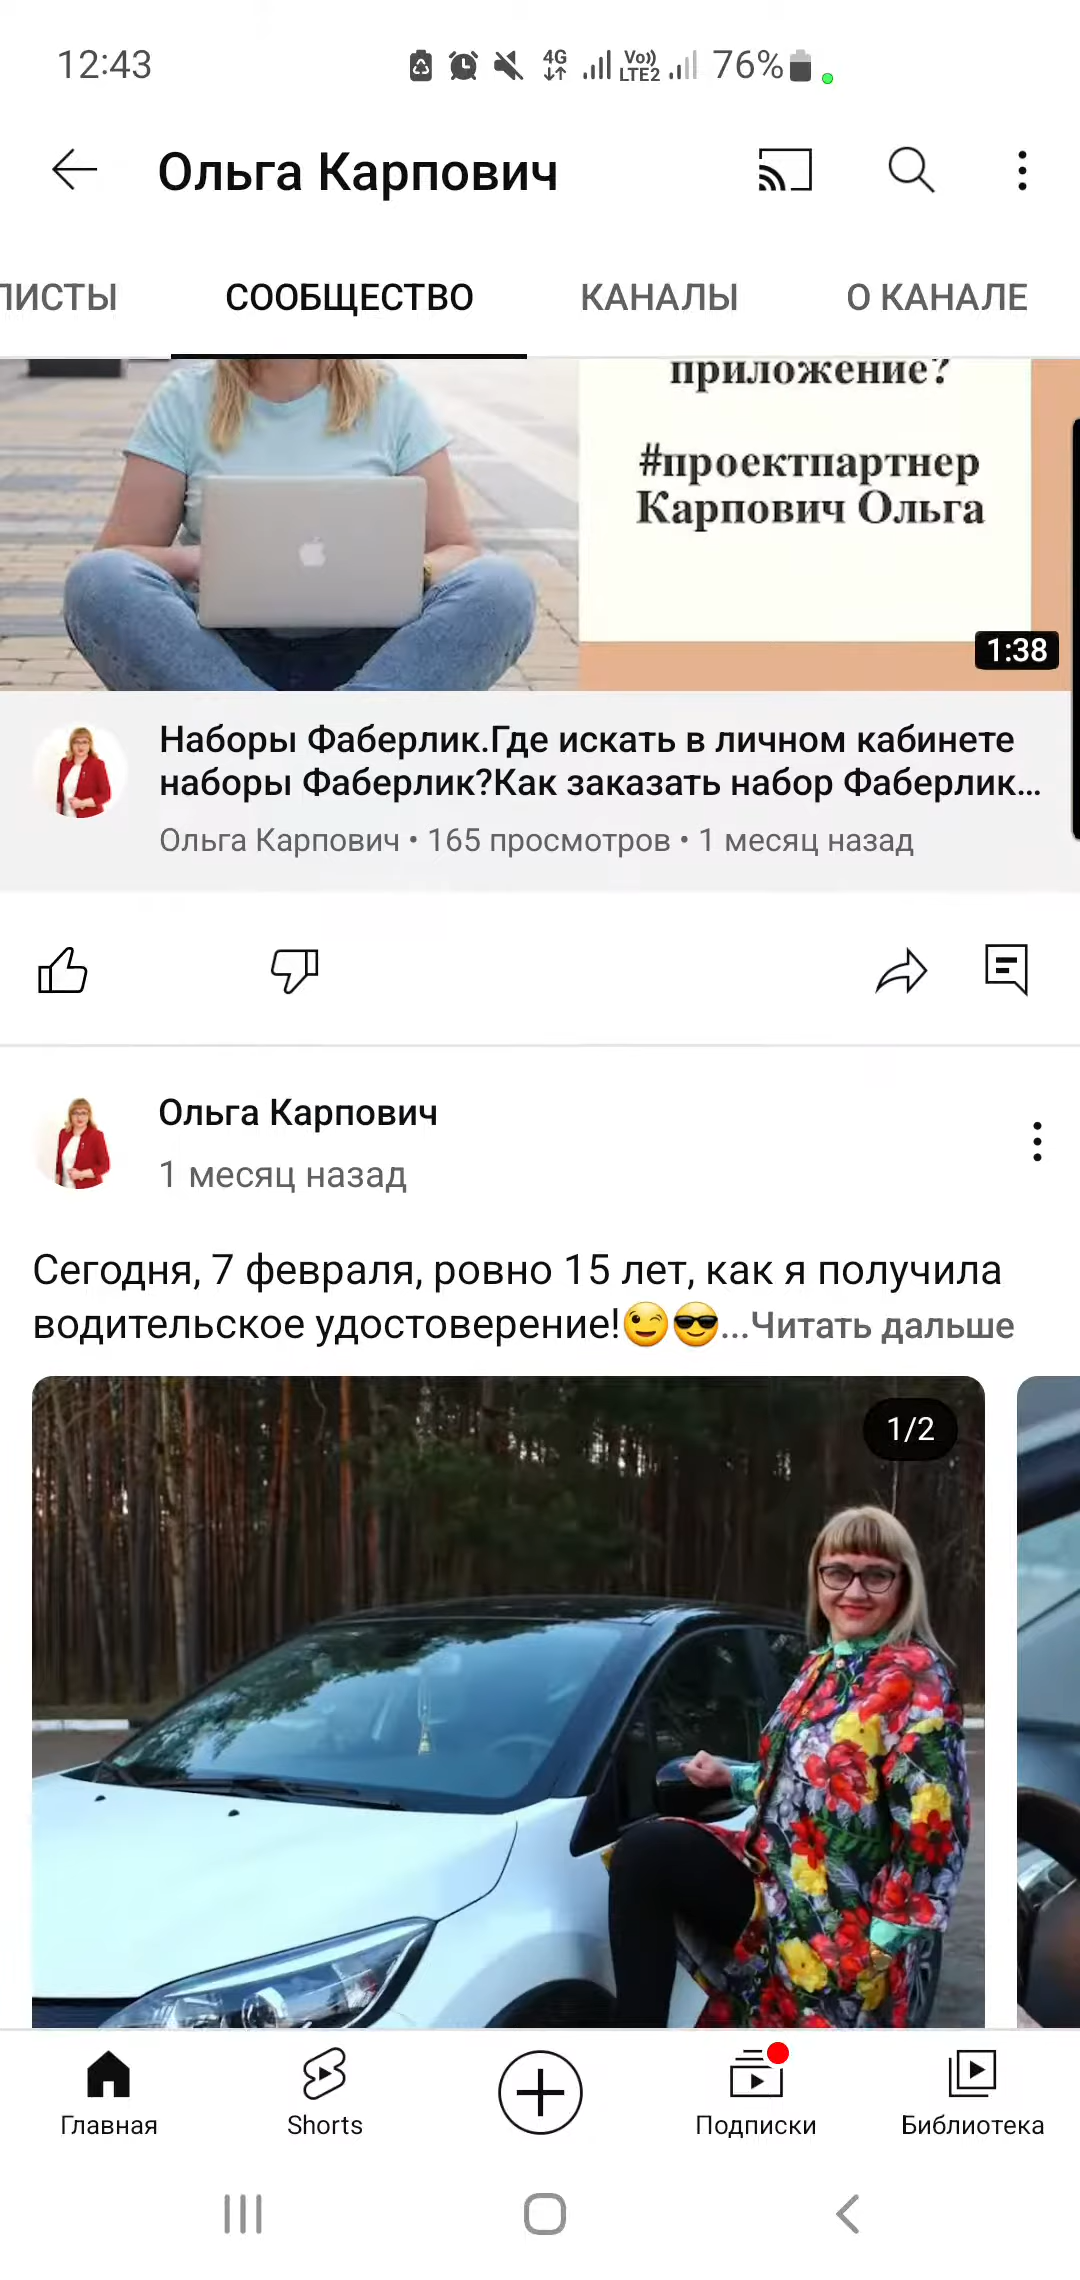 12:43
4G
Vo))
LTE2
76%
Ольга Карпович
ЛИСТЫ
СООБЩЕСТВО
КАНАЛЫ
О КАНАЛЕ
приложение?
#проектпартнер
Карпович Ольга
1:38
Наборы Фаберлик.Где искать в личном кабинете
наборы Фаберлик?Как заказать набор Фаберлик...
Ольга Карпович • 165 просмотров • 1 месяц назад
Ольга Карпович
1 месяц назад
Сегодня, 7 февраля, ровно 15 лет, как я получила
водительское удостоверение!😉😎...Читать дальше
1/2
Главная
Shorts
Подписки
Библиотека